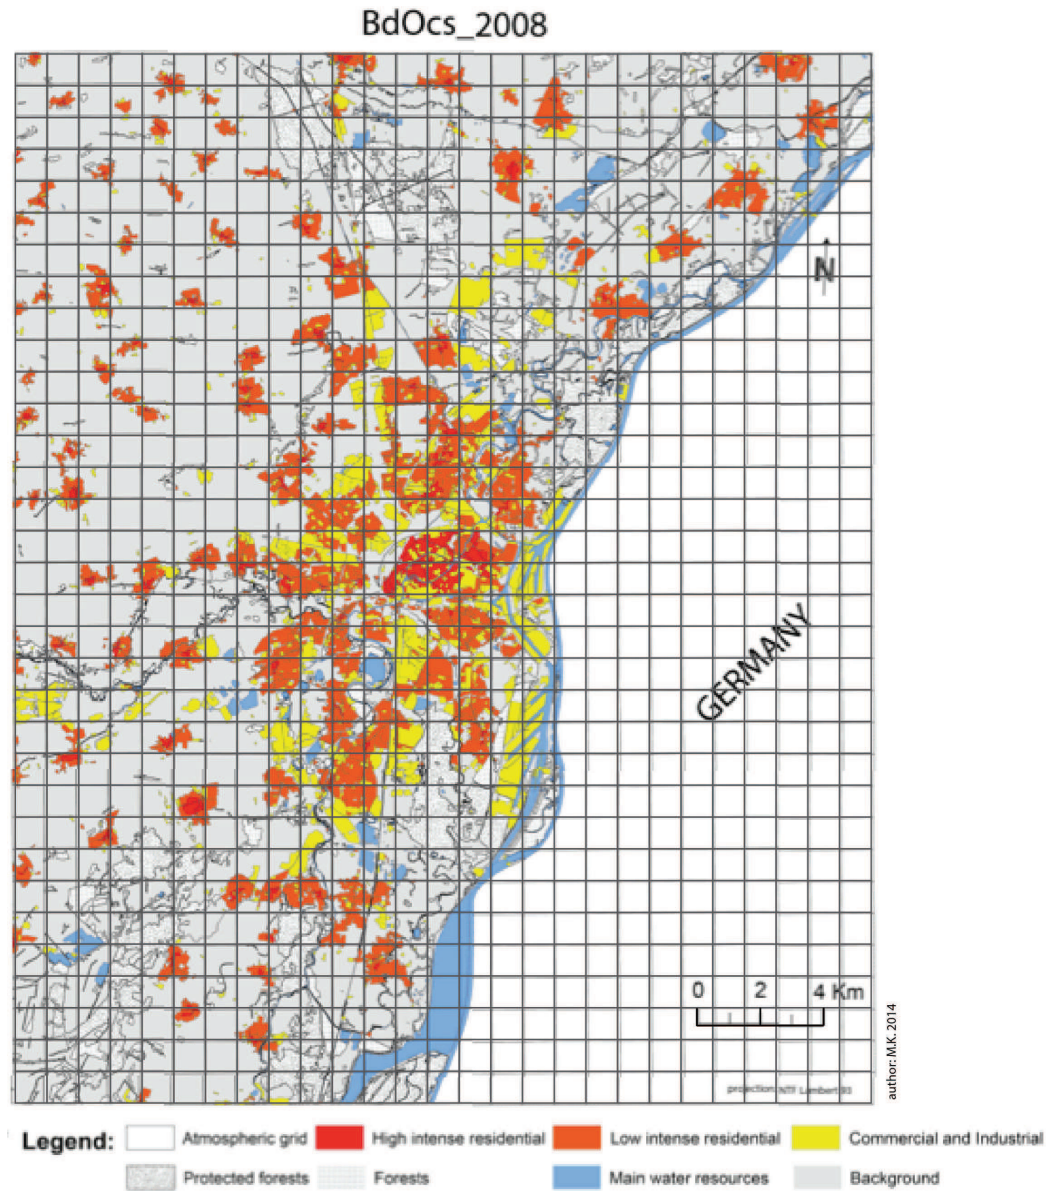 BdOcs_2008
N
GERMANY
0 2 4 Km
author: M.K. 2014
projection: NTF Lambert 93
Legend: Atmospheric grid High intense residential Low intense residential Commercial and Industrial
Protected forests Forests Main water resources Background